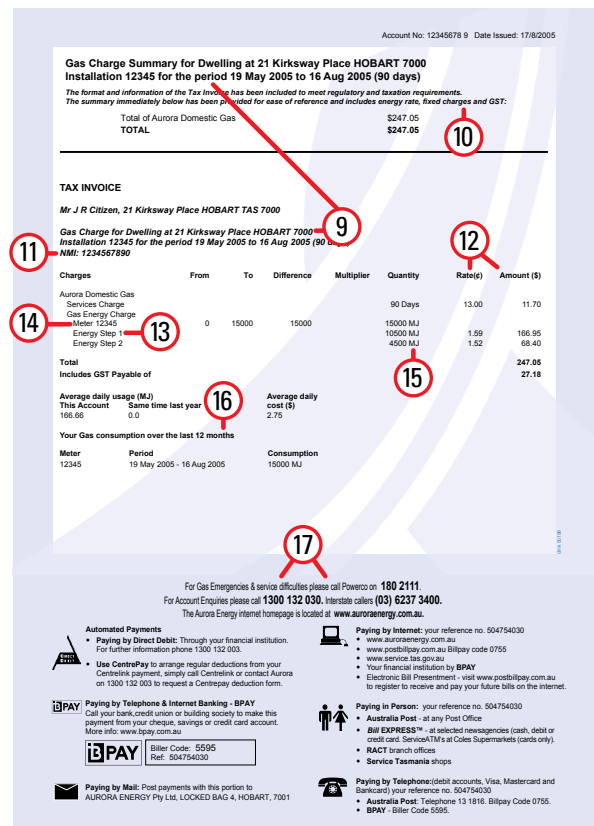 Account No: 12345678 9 Date Issued: 17/8/2005
Gas Charge Summary for Dwelling at 21 Kirksway Place HOBART 7000
Installation 12345 for the period 19 May 2005 to 16 Aug 2005 (90 days)
The format and information of the Tax Invoice has been included to meet regulatory and taxation requirements.
The summary immediately below has been provided for ease of reference and includes energy rate, fixed charges and GST:
Total of Aurora Domestic Gas $247.05
TOTAL $247.05
10
TAX INVOICE
Mr J R Citizen, 21 Kirksway Place HOBART TAS 7000
9
Gas Charge for Dwelling at 21 Kirksway Place HOBART 7000
Installation 12345 for the period 19 May 2005 to 16 Aug 2005 (90 days)
11
NMI: 1234567890
12
Charges From To Difference Multiplier Quantity Rate(¢) Amount ($)
Aurora Domestic Gas
Services Charge 90 Days 13.00 11.70
Gas Energy Charge
14
Meter 12345 0 15000 15000 15000 MJ
13
Energy Step 1 10500 MJ 1.59 166.95
Energy Step 2 4500 MJ 1.52 68.40
Total 247.05
Includes GST Payable of 27.18
15
Average daily usage (MJ) Average daily
This Account Same time last year cost ($)
166.66 0.0 2.75
16
Your Gas consumption over the last 12 months
Meter Period Consumption
12345 19 May 2005 - 16 Aug 2005 15000 MJ
17
For Gas Emergencies & service difficulties please call Powerco on 180 2111.
For Account Enquiries please call 1300 132 030. Interstate callers (03) 6237 3400.
The Aurora Energy internet homepage is located at www.auroraenergy.com.au.
Automated Payments
• Paying by Direct Debit: Through your financial institution.
For further information phone 1300 132 003.
DIRECT
DEBIT
• Use CentrePay to arrange regular deductions from your
Centrelink payment, simply call Centrelink or contact Aurora
on 1300 132 003 to request a Centrepay deduction form.
BPAY
Paying by Telephone & Internet Banking - BPAY
Call your bank,credit union or building society to make this
payment from your cheque, savings or credit card account.
More info: www.bpay.com.au
BPAY
Biller Code: 5595
Ref: 504754030
Paying by Mail: Post payments with this portion to
AURORA ENERGY Pty Ltd, LOCKED BAG 4, HOBART, 7001
Paying by Internet: your reference no. 504754030
• www.auroraenergy.com.au
• www.postbillpay.com.au Billpay code 0755
• www.service.tas.gov.au
• Your financial institution by BPAY
• Electronic Bill Presentment - visit www.postbillpay.com.au
to register to receive and pay your future bills on the internet.
Paying in Person: your reference no. 504754030
• Australia Post - at any Post Office
• Bill EXPRESS™ - at selected newsagencies (cash, debit or
credit card. ServiceATM's at Coles Supermarkets (cards only).
• RACT branch offices
• Service Tasmania shops
Paying by Telephone:(debit accounts, Visa, Mastercard and
Bankcard) your reference no. 504754030
• Australia Post: Telephone 13 1816. Billpay Code 0755.
• BPAY - Biller Code 5595.